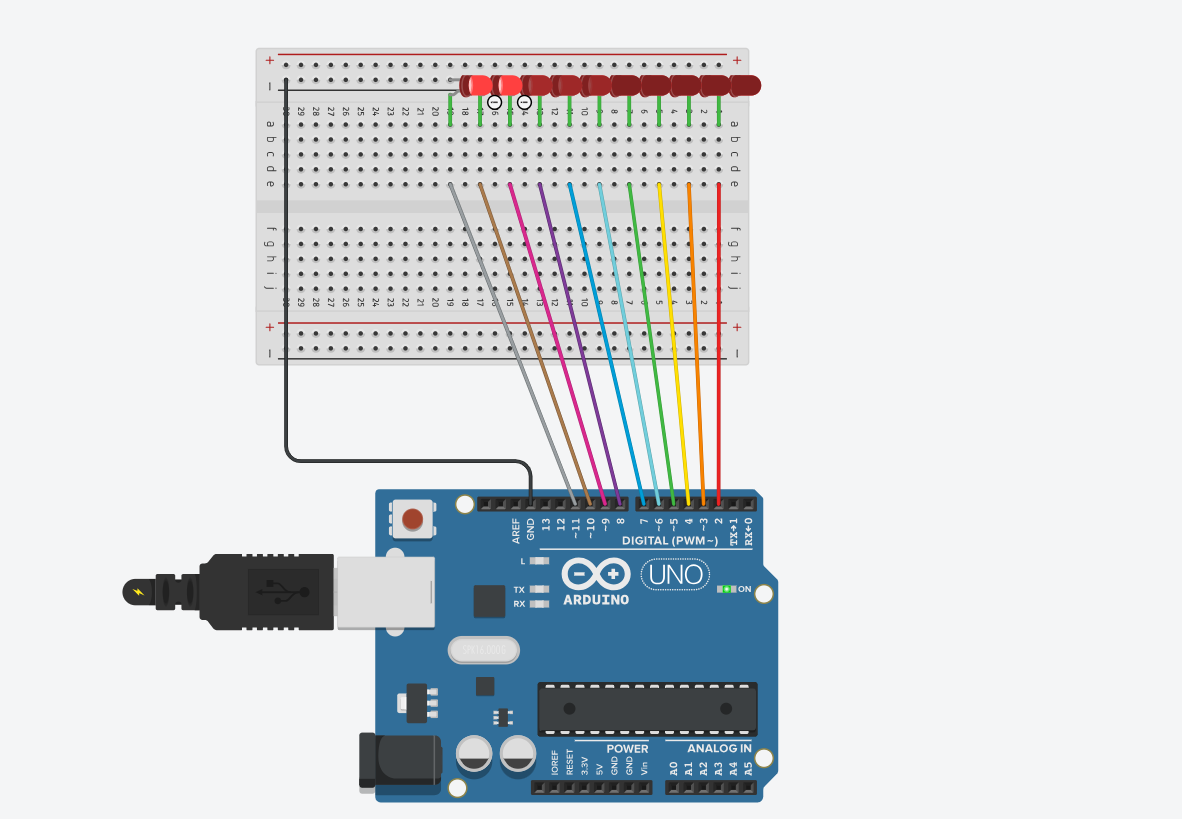 + +
− −
30 29 28 27 26 25 24 23 22 21 20 19 18 17 16 15 14 13 12 11 10 9 8 7 6 5 4 3 2 1
a a
b b
c c
d d
e e
f f
g g
h h
i i
j j
30 29 28 27 26 25 24 23 22 21 20 19 18 17 16 15 14 13 12 11 10 9 8 7 6 5 4 3 2 1
+ +
− −
AREF GND 13 12 ~11 ~10 ~9 8 7 ~6 ~5 4 ~3 2 TX→1 RX←0
DIGITAL (PWM~)
L
TX
RX
ARDUINO
UNO
ON
POWER
ANALOG IN
IOREF RESET 3.3V 5V GND GND Vin A0 A1 A2 A3 A4 A5